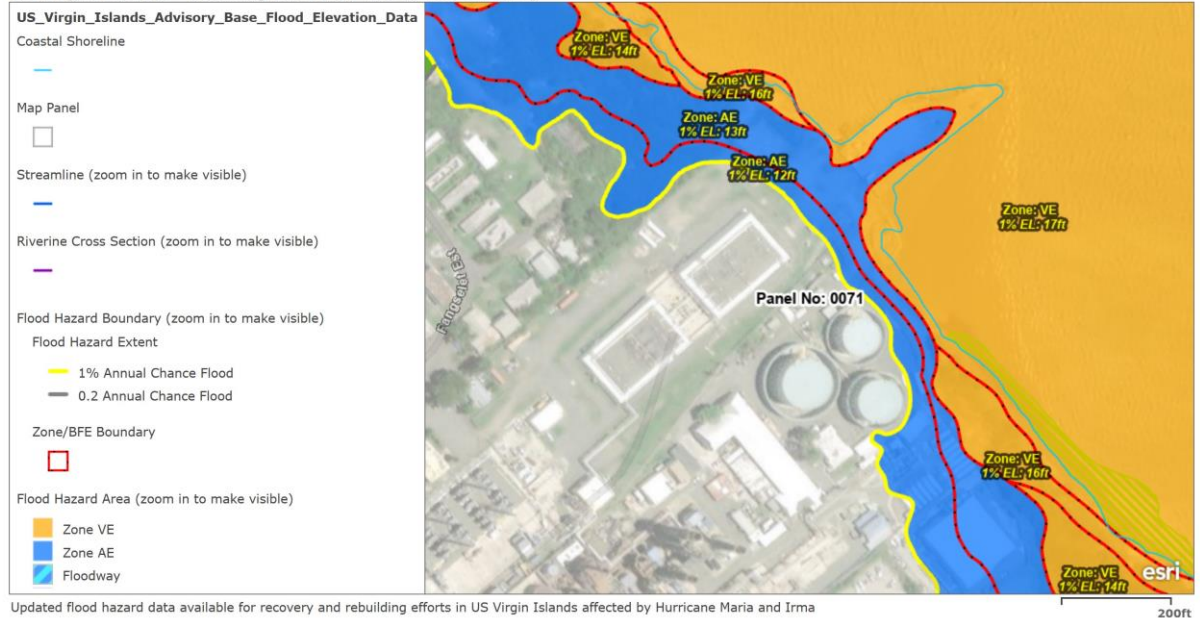 US_Virgin_Islands_Advisory_Base_Flood_Elevation_Data
Coastal Shoreline
Map Panel
Streamline (zoom in to make visible)
Riverine Cross Section (zoom in to make visible)
Flood Hazard Boundary (zoom in to make visible)
Flood Hazard Extent
1% Annual Chance Flood
0.2 Annual Chance Flood
Zone/BFE Boundary
Flood Hazard Area (zoom in to make visible)
Zone VE
Zone AE
Floodway
Zone: VE
1% EL: 14ft
Zone: VE
1% EL: 16ft
Zone: AE
1% EL: 13ft
Zone: AE
1% EL: 12ft
Zone: VE
1% EL: 17ft
Panel No: 0071
Zone: VE
1% EL: 16ft
Zone: VE
1% EL: 14ft
esri
200ft
Updated flood hazard data available for recovery and rebuilding efforts in US Virgin Islands affected by Hurricane Maria and Irma